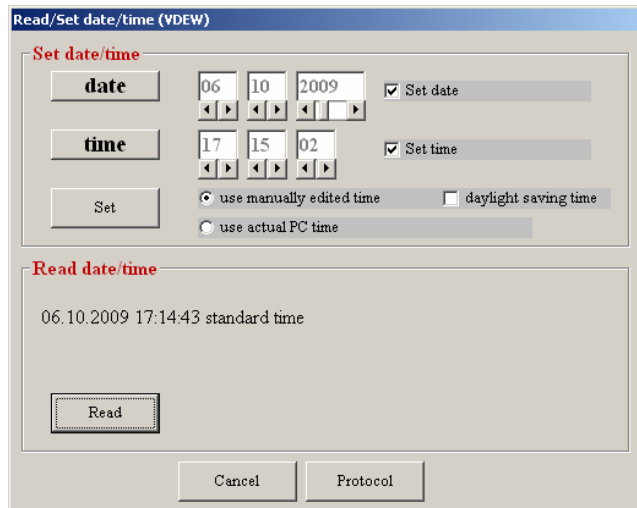 Read/Set date/time (VDEW)
Set date/time
date 06 10 2009 Set date
time 17 15 02 Set time
Set use manually edited time daylight saving time
use actual PC time
Read date/time
06.10.2009 17:14:43 standard time
Read
Cancel Protocol